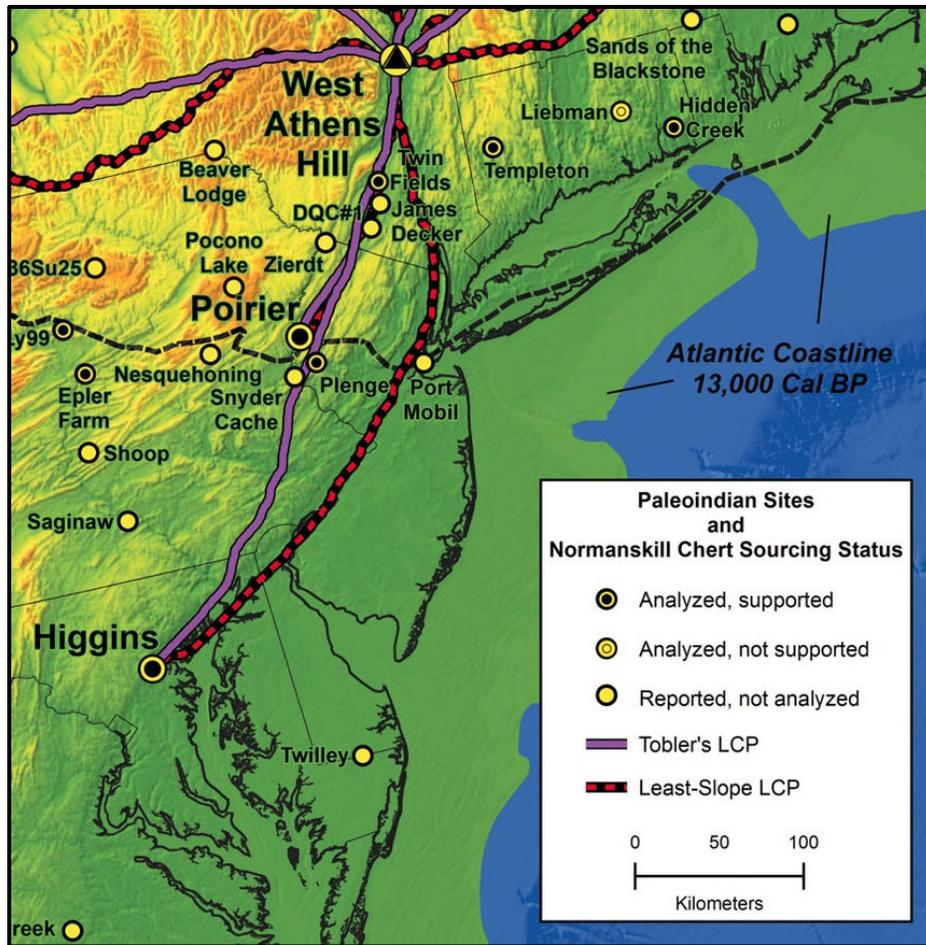 West
Athens
Hill
Sands of the
Blackstone
Liebman
Hidden
Creek
Templeton
Beaver
Lodge
Twin
Fields
DQC#1
James
Decker
Pocono
Lake
Zierdt
36Su25
Poirier
Ly99
Nesquehoning
Epler
Farm
Snyder
Cache
Plenge
Port
Mobil
Shoop
Saginaw
Higgins
Twilley
reek
Atlantic Coastline
13,000 Cal BP
Paleoindian Sites
and
Normanskill Chert Sourcing Status
Analyzed, supported
Analyzed, not supported
Reported, not analyzed
Tobler's LCP
Least-Slope LCP
0 50 100
Kilometers